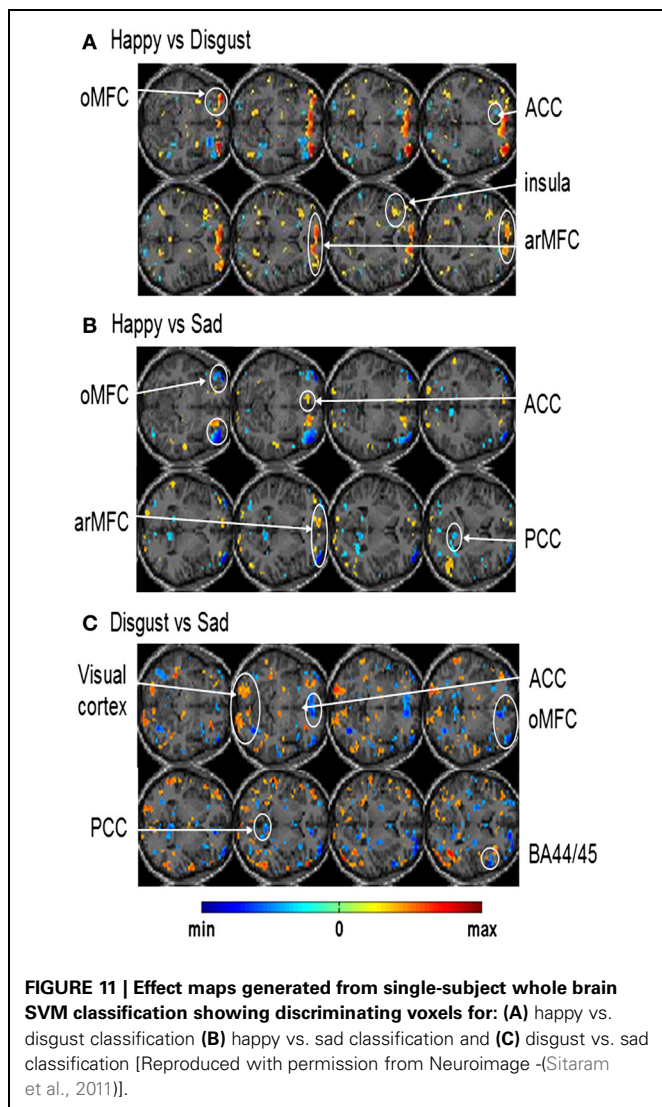 A Happy vs Disgust
oMFC
ACC
insula
arMFC
B Happy vs Sad
oMFC
ACC
arMFC
PCC
C Disgust vs Sad
Visual
cortex
ACC
oMFC
PCC
BA44/45
min 0 max
FIGURE 11 | Effect maps generated from single-subject whole brain
SVM classification showing discriminating voxels for: (A) happy vs.
disgust classification (B) happy vs. sad classification and (C) disgust vs. sad
classification [Reproduced with permission from Neuroimage -(Sitaram
et al., 2011)].